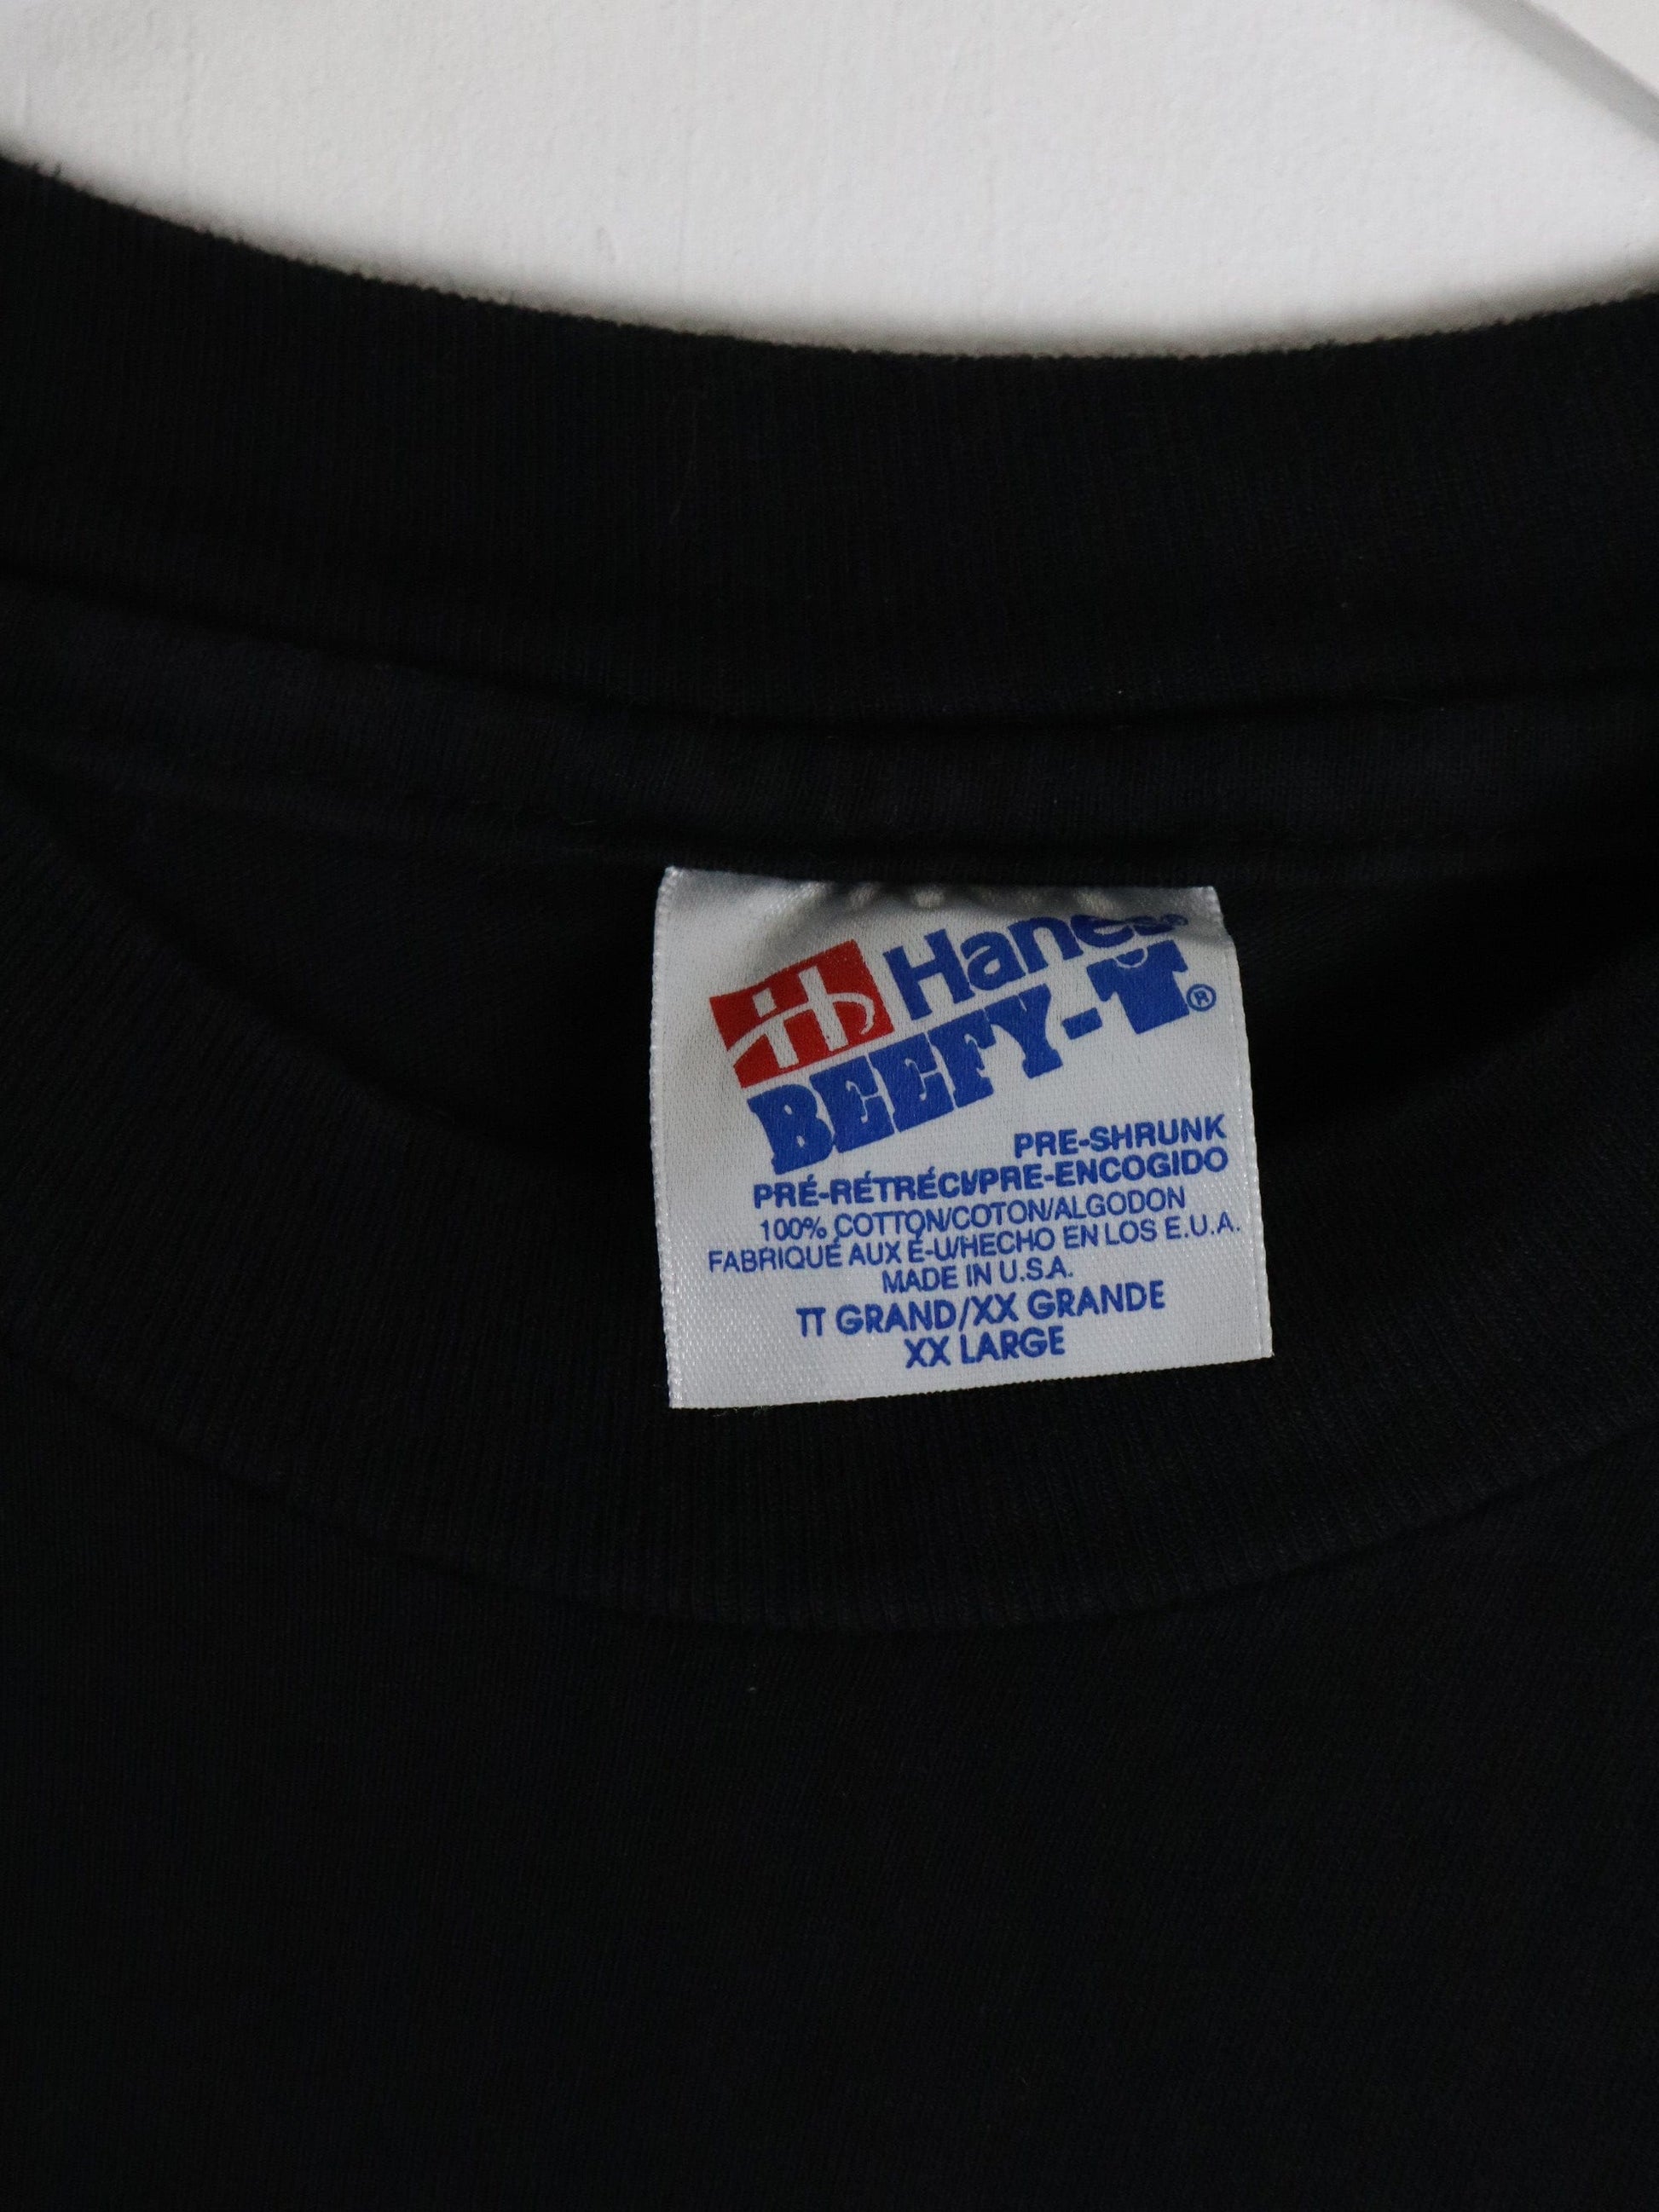 Hanes®
BEEFY-T®
PRE-SHRUNK
PRÉ-RÉTRÉCI/PRE-ENCOGIDO
100% COTTON/COTON/ALGODON
FABRIQUÉ AUX É-U/HECHO EN LOS E.U.A.
MADE IN U.S.A.
TT GRAND/XX GRANDE
XX LARGE